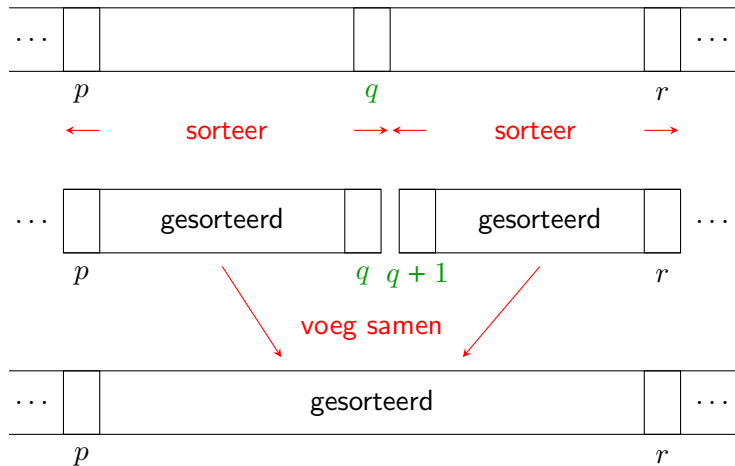 ··· ···
p q r
sorteer sorteer
··· gesorteerd gesorteerd ···
p q q + 1 r
voeg samen
··· gesorteerd ···
p r